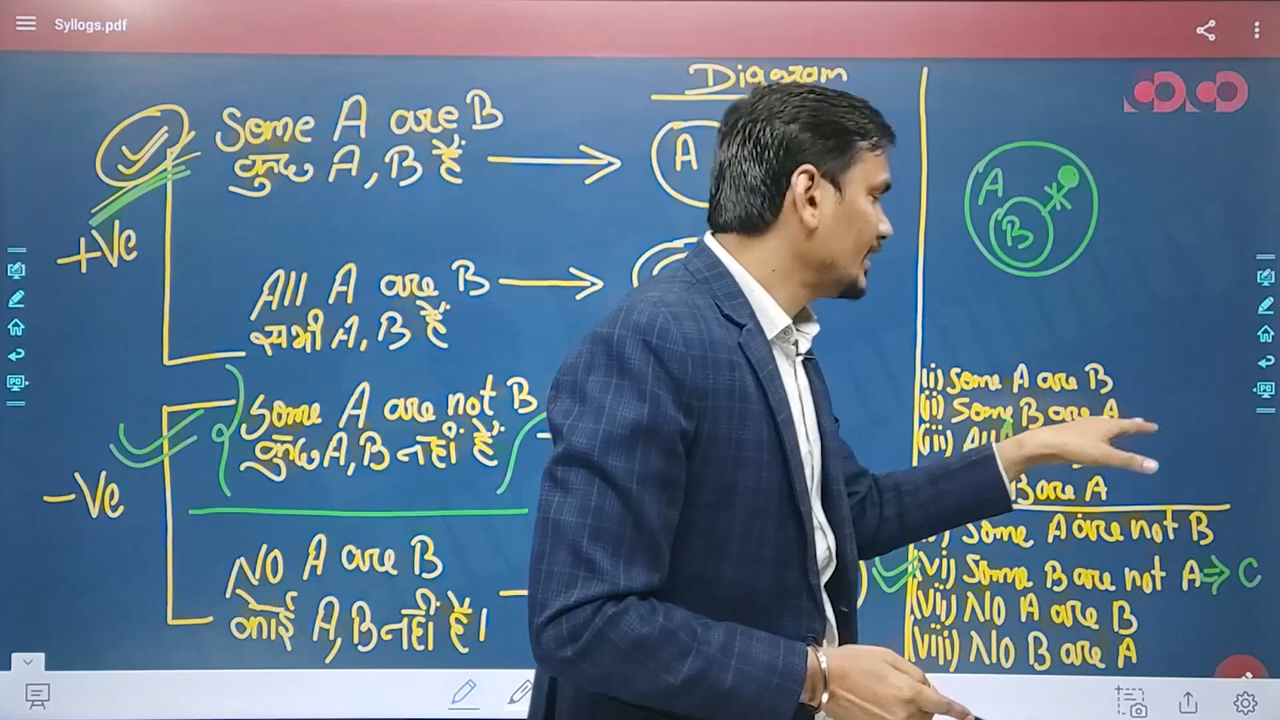 Syllogs.pdf
Diagram
Some A are B
कुछ A, B हैं
A
+Ve
All A are B
सभी A, B हैं
Some A are not B
कुछ A, B नहीं हैं
-Ve
NO A are B
कोई A, B नहीं हैं।
A
B
(i) Some A are B
(ii) Some B are A
(iii) All
B are A
Some A are not B
(vi) Some B are not A ⇒ C
(vii) NO A are B
(viii) NO B are A